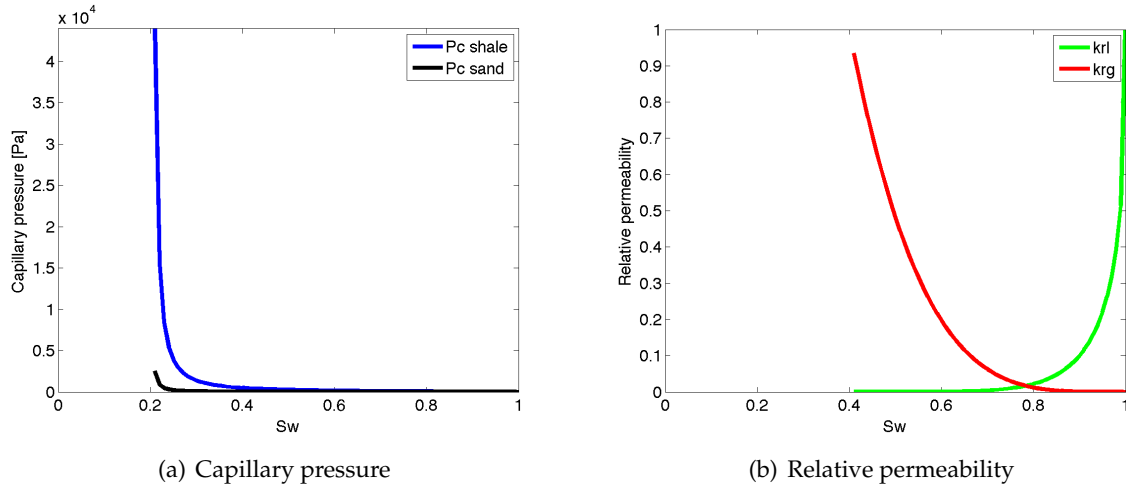 x 10⁴
Pc shale
Pc sand
4
3.5
3
2.5
2
1.5
1
0.5
0
Capillary pressure [Pa]
0 0.2 0.4 0.6 0.8 1
Sw
(a) Capillary pressure
krl
krg
1
0.9
0.8
0.7
0.6
0.5
0.4
0.3
0.2
0.1
0
Relative permeability
0 0.2 0.4 0.6 0.8 1
Sw
(b) Relative permeability